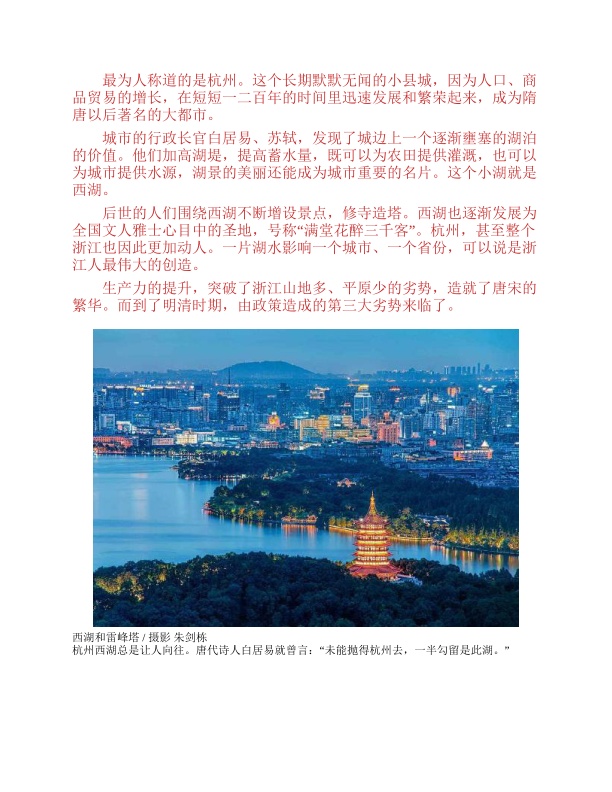 最为人称道的是杭州。这个长期默默无闻的小县城，因为人口、商
品贸易的增长，在短短一二百年的时间里迅速发展和繁荣起来，成为隋
唐以后著名的大都市。
城市的行政长官白居易、苏轼，发现了城边上一个逐渐壅塞的湖泊
的价值。他们加高湖堤，提高蓄水量，既可以为农田提供灌溉，也可以
为城市提供水源，湖景的美丽还能成为城市重要的名片。这个小湖就是
西湖。
后世的人们围绕西湖不断增设景点，修寺造塔。西湖也逐渐发展为
全国文人雅士心目中的圣地，号称“满堂花醉三千客”。杭州，甚至整个
浙江也因此更加动人。一片湖水影响一个城市、一个省份，可以说是浙
江人最伟大的创造。
生产力的提升，突破了浙江山地多、平原少的劣势，造就了唐宋的
繁华。而到了明清时期，由政策造成的第三大劣势来临了。
西湖和雷峰塔 / 摄影 朱剑栋
杭州西湖总是让人向往。唐代诗人白居易就曾言：“未能抛得杭州去，一半勾留是此湖。”